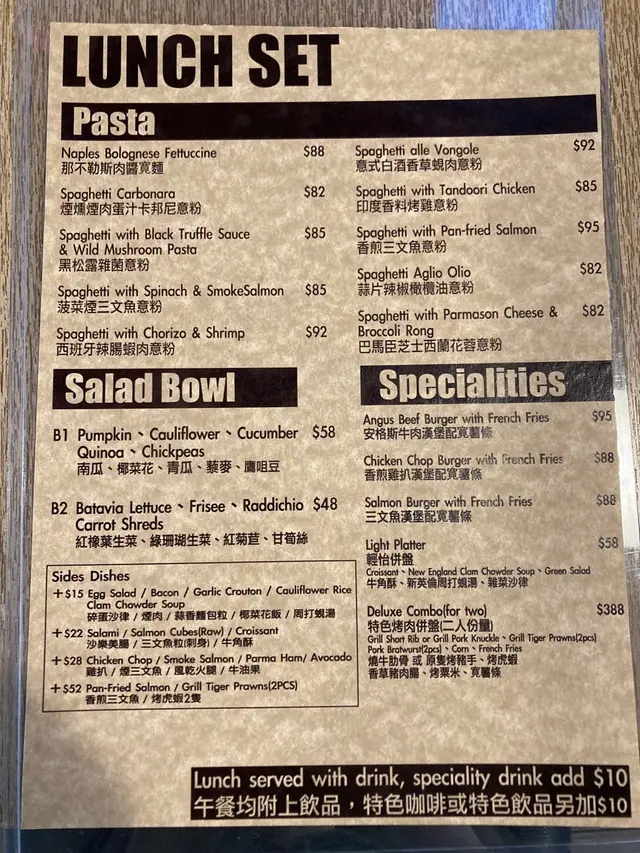 LUNCH SET
Pasta
Naples Bolognese Fettuccine $88
那不勒斯肉醬寬麵
Spaghetti Carbonara $82
煙燻煙肉蛋汁卡邦尼意粉
Spaghetti with Black Truffle Sauce $85
& Wild Mushroom Pasta
黑松露雜菌意粉
Spaghetti with Spinach & SmokeSalmon $85
菠菜煙三文魚意粉
Spaghetti with Chorizo & Shrimp $92
西班牙辣腸蝦肉意粉
Spaghetti alle Vongole $92
意式白酒香草蜆肉意粉
Spaghetti with Tandoori Chicken $85
印度香料烤雞意粉
Spaghetti with Pan-fried Salmon $95
香煎三文魚意粉
Spaghetti Aglio Olio $82
蒜片辣椒橄欖油意粉
Spaghetti with Parmason Cheese & $82
Broccoli Rong
巴馬臣芝士西蘭花蓉意粉
Salad Bowl
B1 Pumpkin、Cauliflower、Cucumber $58
Quinoa、Chickpeas
南瓜、椰菜花、青瓜、藜麥、鷹咀豆
B2 Batavia Lettuce、Frisee、Raddichio $48
Carrot Shreds
紅橡葉生菜、綠珊瑚生菜、紅菊苣、甘筍絲
Sides Dishes
+$15 Egg Salad / Bacon / Garlic Crouton / Cauliflower Rice
Clam Chowder Soup
碎蛋沙律 / 煙肉 / 蒜香麵包粒 / 椰菜花飯 / 周打蜆湯
+$22 Salami / Salmon Cubes(Raw) / Croissant
沙樂美腸 / 三文魚粒(刺身) / 牛角酥
+$28 Chicken Chop / Smoke Salmon / Parma Ham/ Avocado
雞扒 / 煙三文魚 / 風乾火腿 / 牛油果
+$52 Pan-Fried Salmon / Grill Tiger Prawns(2PCS)
香煎三文魚 / 烤虎蝦2隻
Specialities
Angus Beef Burger with French Fries $95
安格斯牛肉漢堡配寬薯條
Chicken Chop Burger with French Fries $88
香煎雞扒漢堡配寬薯條
Salmon Burger with French Fries $88
三文魚漢堡配寬薯條
Light Platter $58
輕怡併盤
Croissant、New England Clam Chowder Soup、Green Salad
牛角酥、新英倫周打蜆湯、雜菜沙律
Deluxe Combo(for two) $388
特色烤肉併盤(二人份量)
Grill Short Rib or Grill Pork Knuckle、Grill Tiger Prawns(2pcs)
Pork Bratwurst(2pcs)、Corn、French Fries
燒牛肋骨 或 原隻烤豬手、烤虎蝦
香草豬肉腸、烤粟米、寬薯條
Lunch served with drink, speciality drink add $10
午餐均附上飲品，特色咖啡或特色飲品另加$10